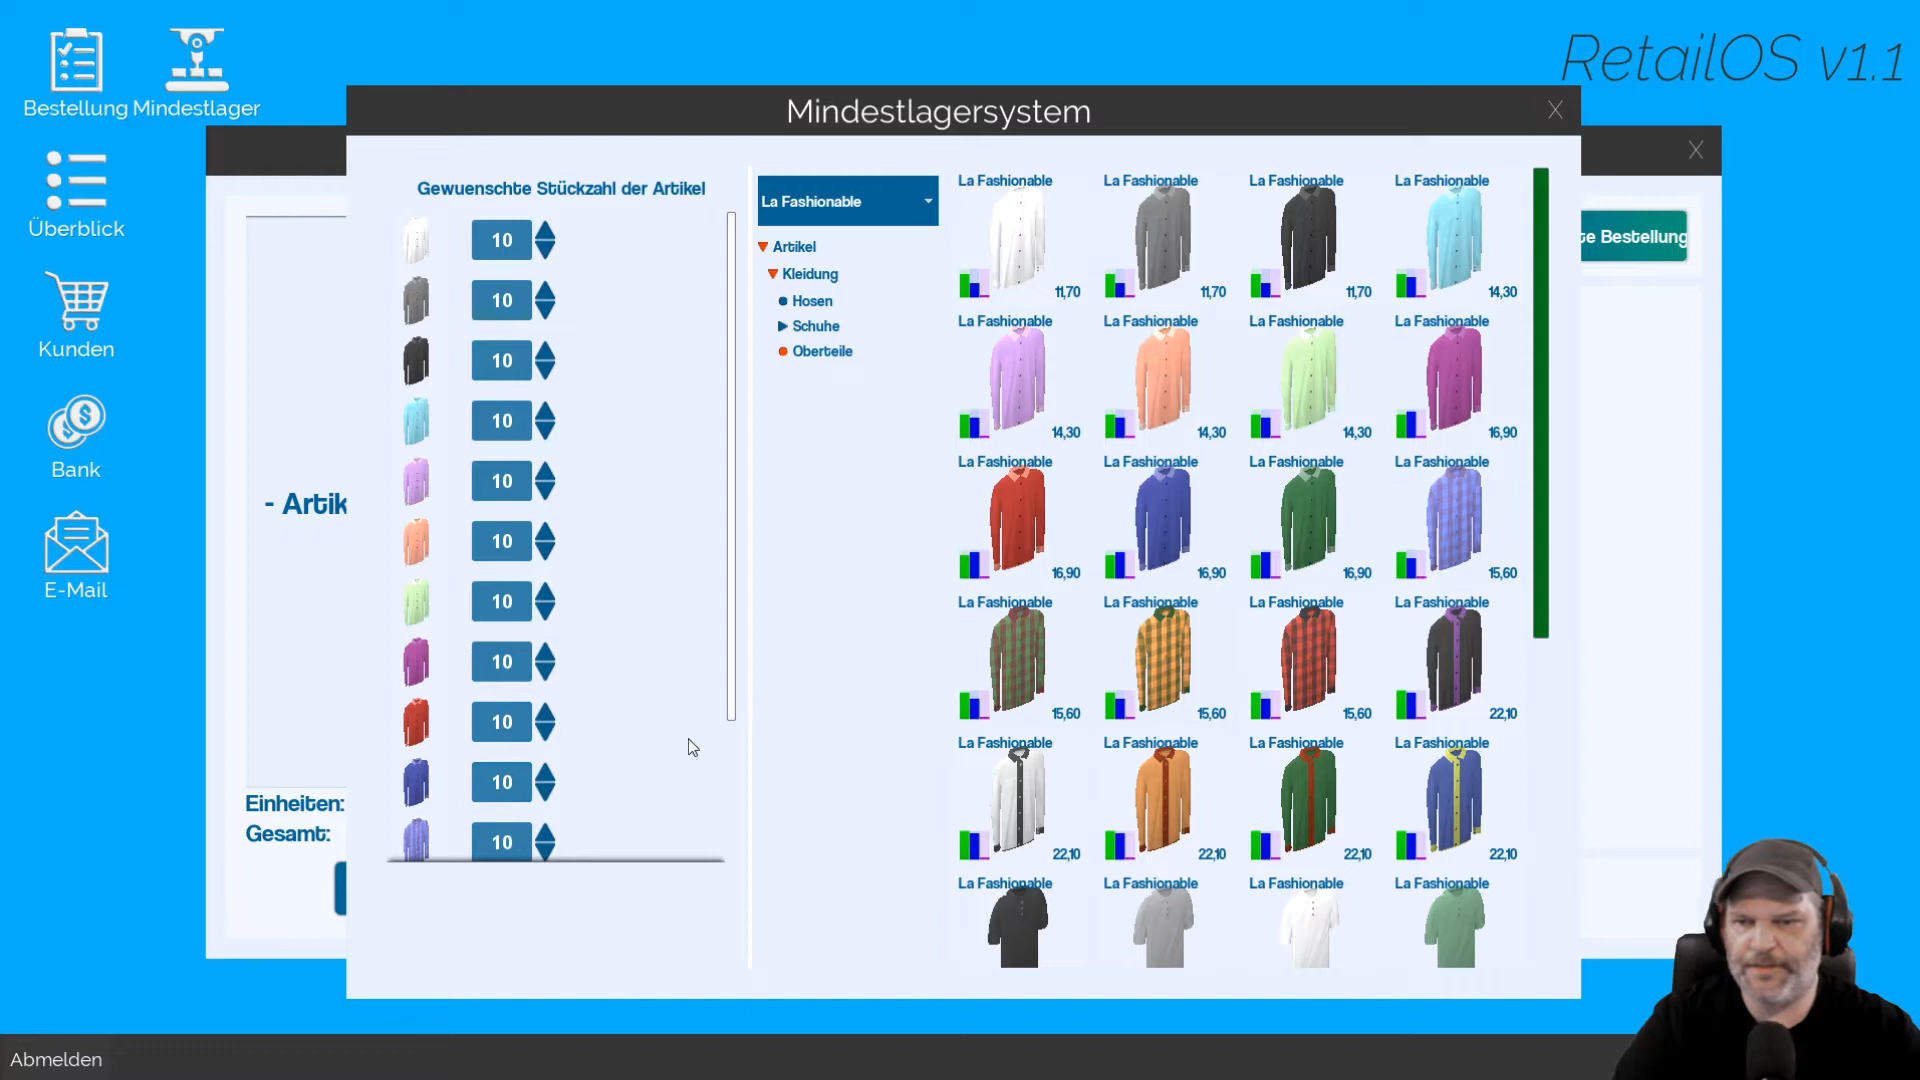 RetailOS v1.1
Bestellung
Mindestlager
Überblick
Kunden
Bank
E-Mail
Abmelden
X
te Bestellung
- Artik
Einheiten:
Gesamt:
Mindestlagersystem
X
Gewuenschte Stückzahl der Artikel
10
10
10
10
10
10
10
10
10
10
10
La Fashionable
Artikel
Kleidung
Hosen
Schuhe
Oberteile
La Fashionable La Fashionable La Fashionable La Fashionable
11,70 11,70 11,70 14,30
La Fashionable La Fashionable La Fashionable La Fashionable
14,30 14,30 14,30 16,90
La Fashionable La Fashionable La Fashionable La Fashionable
16,90 16,90 16,90 15,60
La Fashionable La Fashionable La Fashionable La Fashionable
15,60 15,60 15,60 22,10
La Fashionable La Fashionable La Fashionable La Fashionable
22,10 22,10 22,10 22,10
La Fashionable La Fashionable La Fashionable La Fashionable